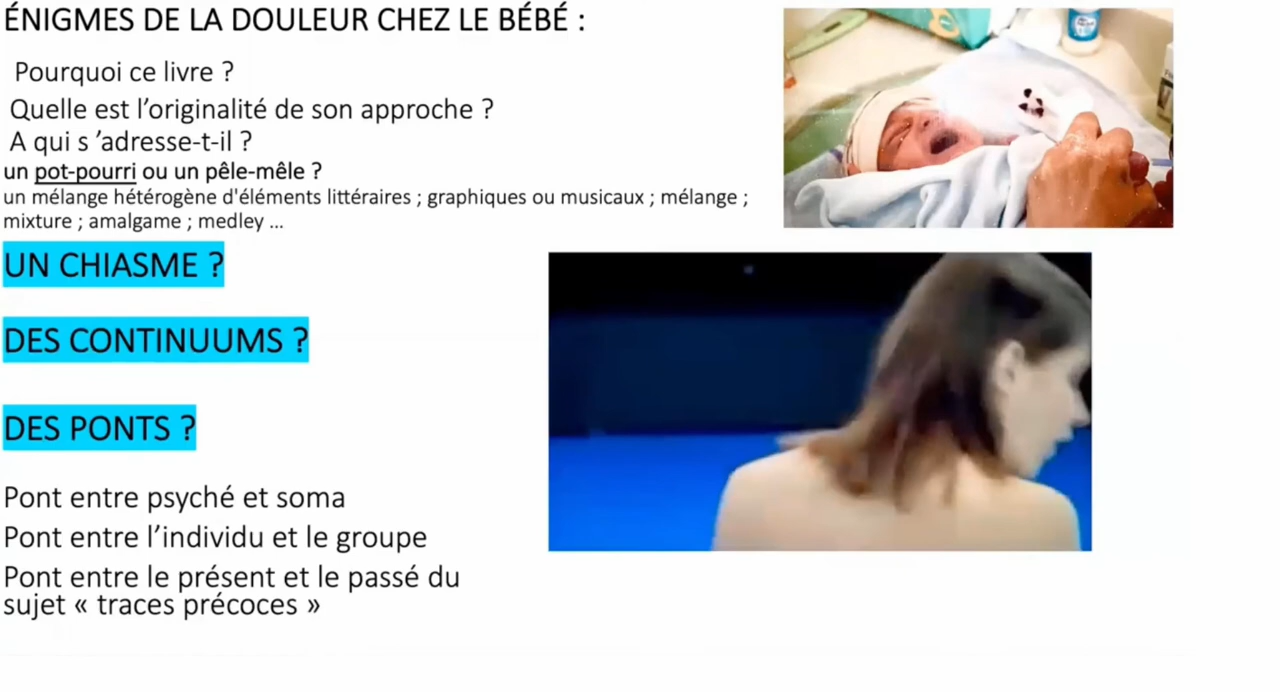 ÉNIGMES DE LA DOULEUR CHEZ LE BÉBÉ :
Pourquoi ce livre ?
Quelle est l’originalité de son approche ?
A qui s ’adresse-t-il ?
un pot-pourri ou un pêle-mêle ?
un mélange hétérogène d'éléments littéraires ; graphiques ou musicaux ; mélange ;
mixture ; amalgame ; medley ...
UN CHIASME ?
DES CONTINUUMS ?
DES PONTS ?
Pont entre psyché et soma
Pont entre l’individu et le groupe
Pont entre le présent et le passé du
sujet « traces précoces »